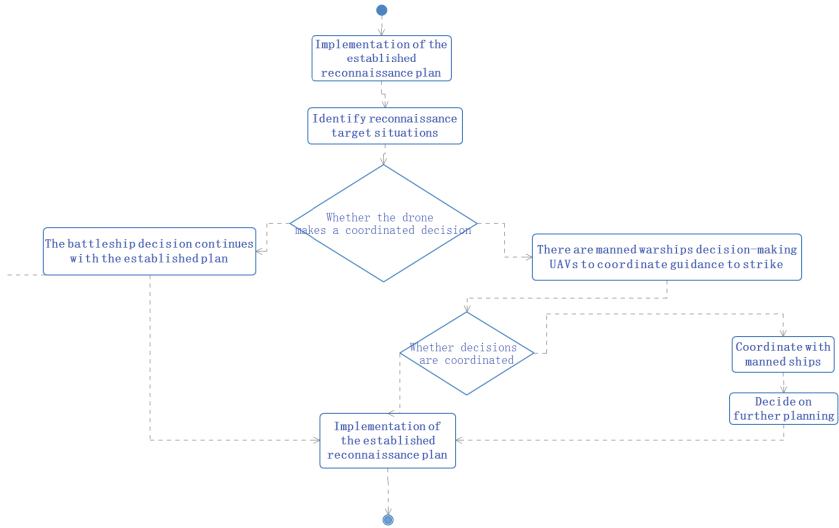 Implementation of the
established
reconnaissance plan
Identify reconnaissance
target situations
Whether the drone
makes a coordinated decision
The battleship decision continues
with the established plan
There are manned warships decision-making
UAVs to coordinate guidance to strike
Whether decisions
are coordinated
Coordinate with
manned ships
Decide on
further planning
Implementation of
the established
reconnaissance plan